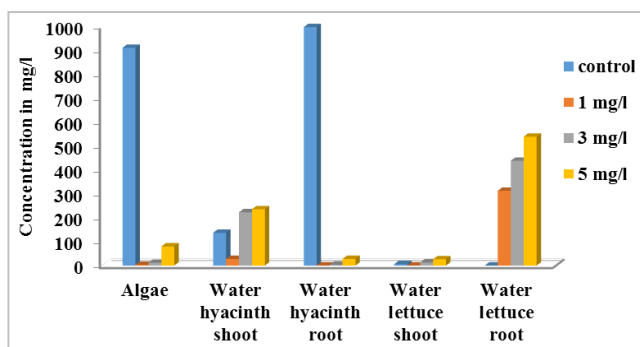 1000
900
800
700
600
500
400
300
200
100
0
Concentration in mg/l
Algae
Water
hyacinth
shoot
Water
hyacinth
root
Water
lettuce
shoot
Water
lettuce
root
control
1 mg/l
3 mg/l
5 mg/l